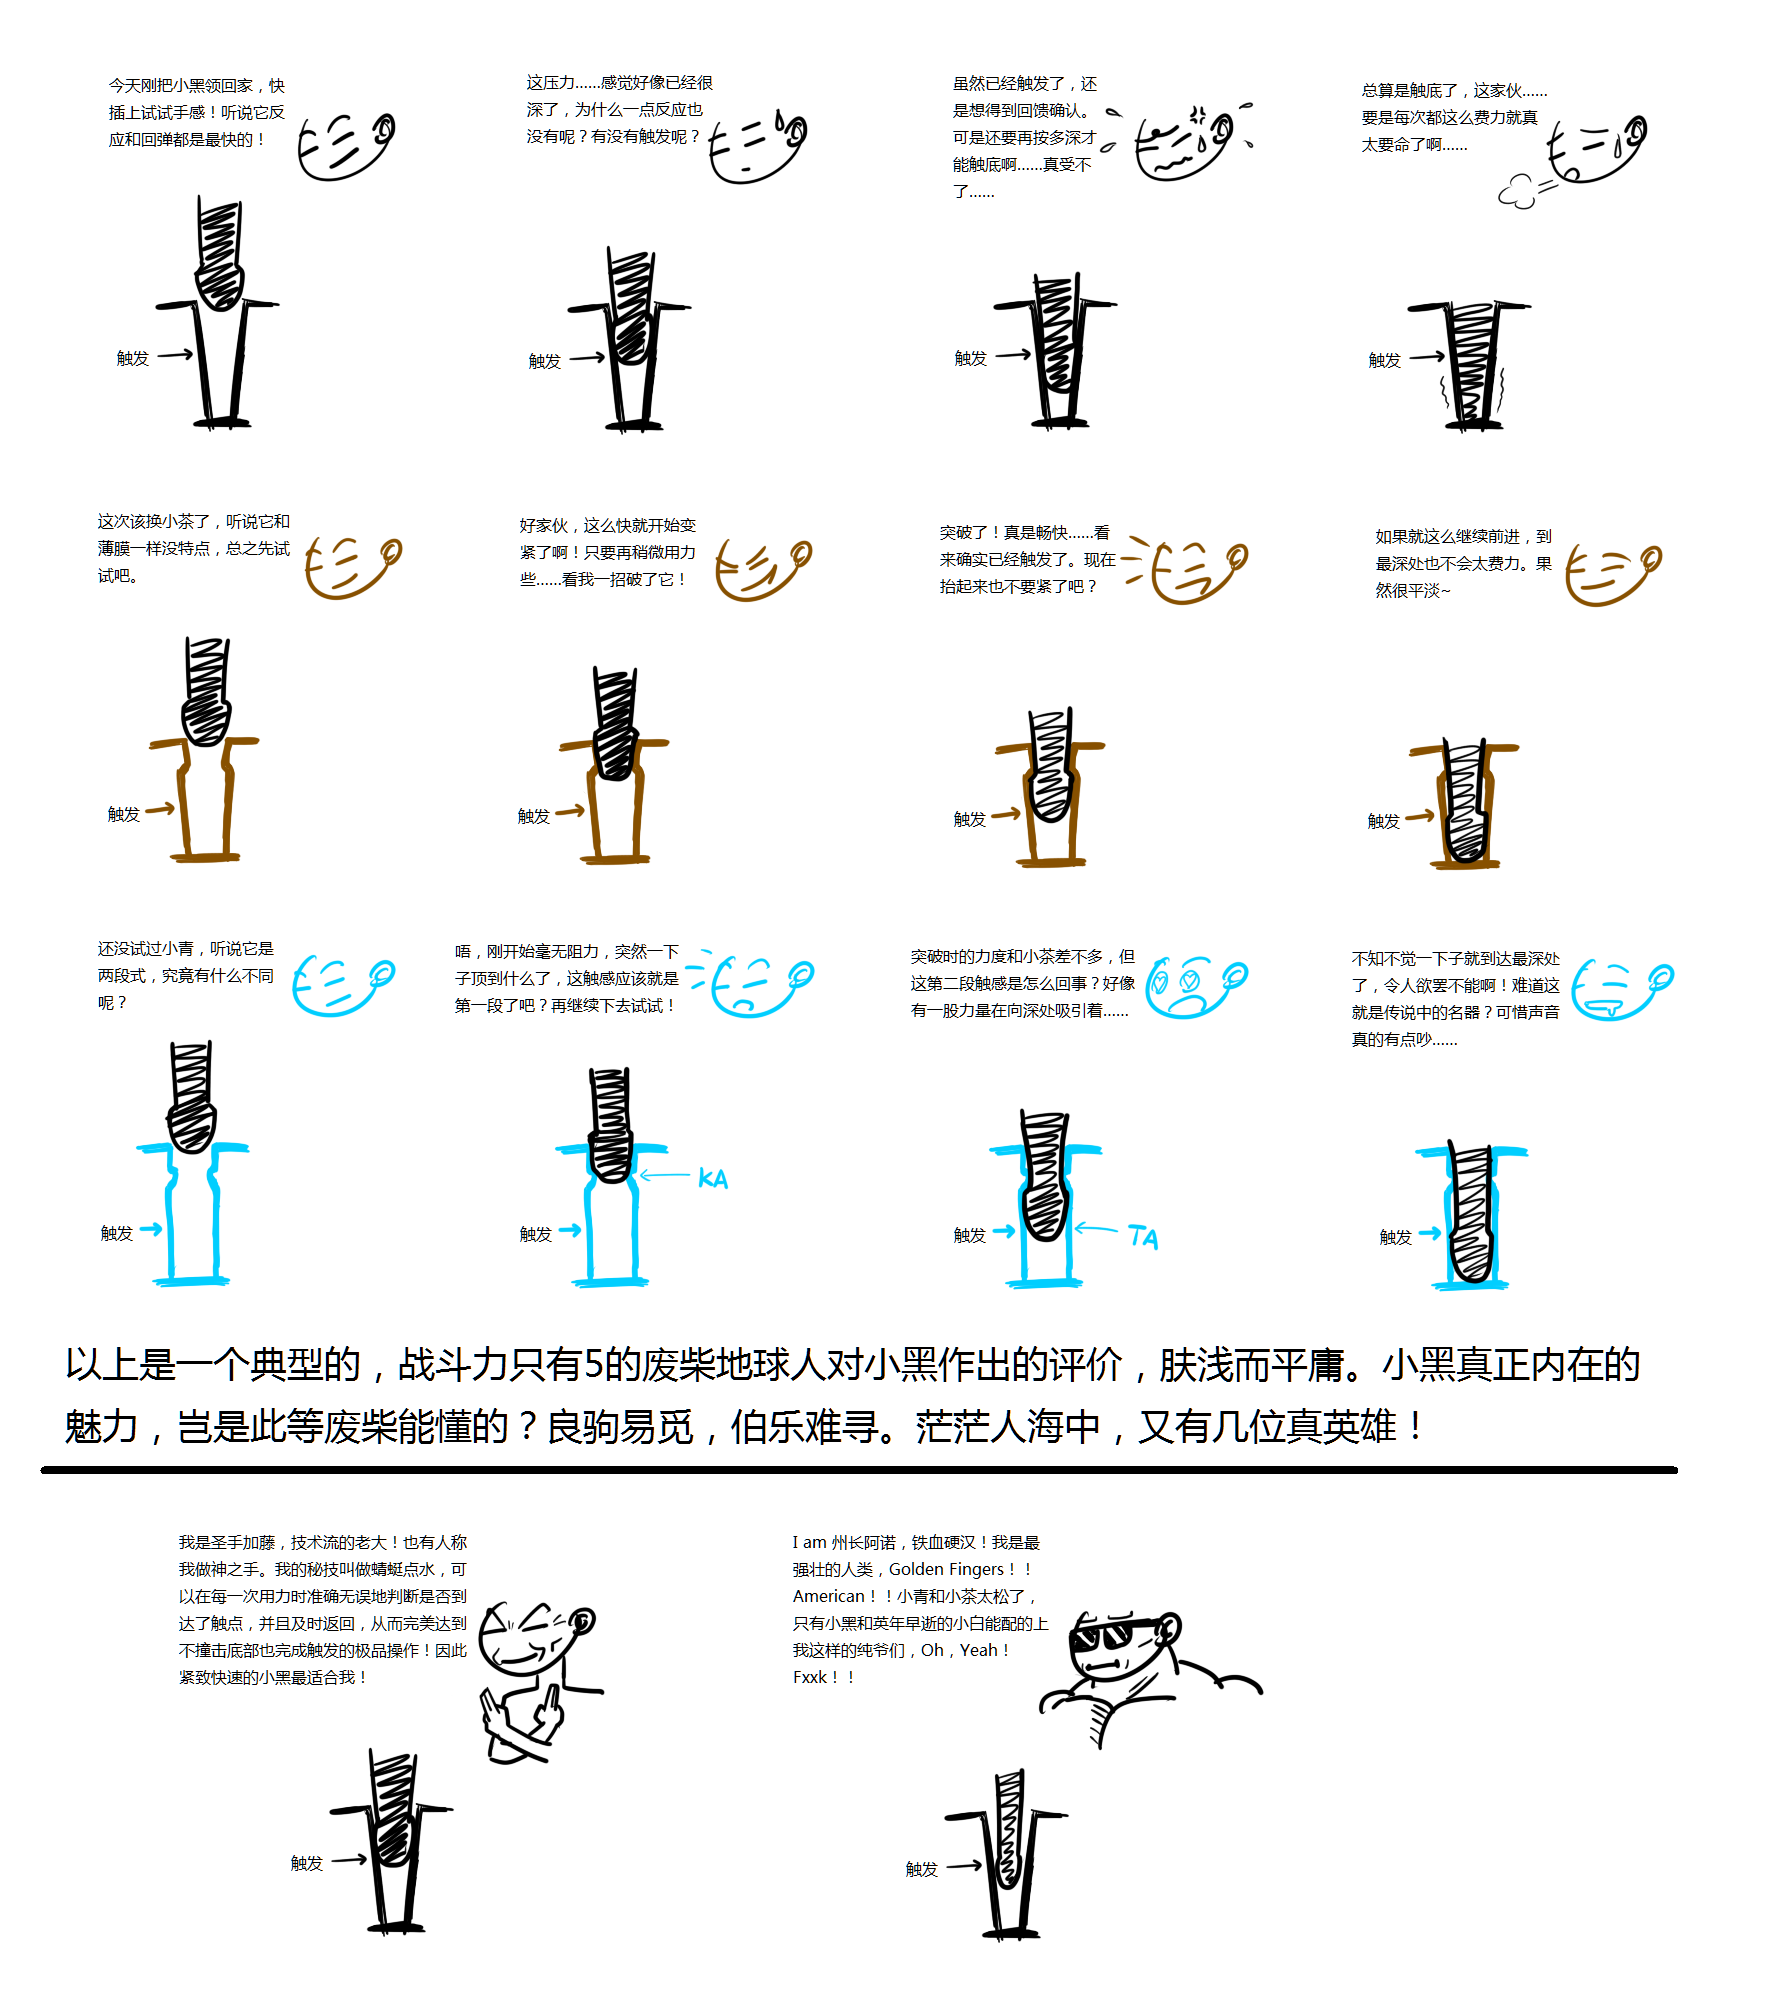 今天刚把小黑领回家，快
插上试试手感！听说它反
应和回弹都是最快的！
这压力......感觉好像已经很
深了，为什么一点反应也
没有呢？有没有触发呢？
虽然已经触发了，还
是想得到回馈确认。
可是还要再按多深才
能触底啊......真受不
了......
总算是触底了，这家伙......
要是每次都这么费力就真
太要命了啊......
触发
触发
触发
触发
这次该换小茶了，听说它和
薄膜一样没特点，总之先试
试吧。
好家伙，这么快就开始变
紧了啊！只要再稍微用力
些......看我一招破了它！
突破了！真是畅快......看
来确实已经触发了。现在
抬起来也不要紧了吧？
如果就这么继续前进，到
最深处也不会太费力。果
然很平淡~
触发
触发
触发
触发
还没试过小青，听说它是
两段式，究竟有什么不同
呢？
唔，刚开始毫无阻力，突然一下
子顶到什么了，这触感应该就是
第一段了吧？再继续下去试试！
突破时的力度和小茶差不多，但
这第二段触感是怎么回事？好像
有一股力量在向深处吸引着......
不知不觉一下子就到达最深处
了，令人欲罢不能啊！难道这
就是传说中的名器？可惜声音
真的有点吵......
触发
触发
KA
触发
TA
触发
以上是一个典型的，战斗力只有5的废柴地球人对小黑作出的评价，肤浅而平庸。小黑真正内在的
魅力，岂是此等废柴能懂的？良驹易觅，伯乐难寻。茫茫人海中，又有几位真英雄！
我是圣手加藤，技术流的老大！也有人称
我做神之手。我的秘技叫做蜻蜓点水，可
以在每一次用力时准确无误地判断是否到
达了触点，并且及时返回，从而完美达到
不撞击底部也完成触发的极品操作！因此
紧致快速的小黑最适合我！
触发
I am 州长阿诺，铁血硬汉！我是最
强壮的人类，Golden Fingers！！
American！！小青和小茶太松了，
只有小黑和英年早逝的小白能配的上
我这样的纯爷们，Oh，Yeah！
Fxxk！！
触发